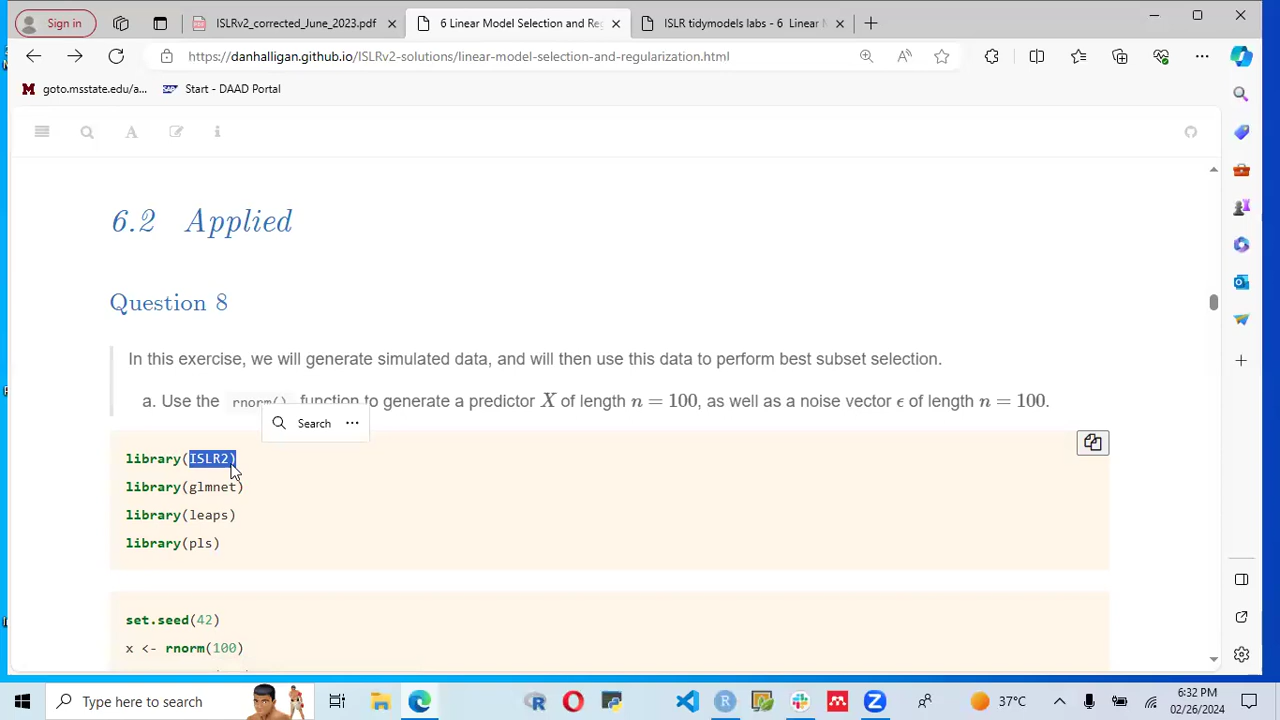 Sign in
ISLRv2_corrected_June_2023.pdf
6 Linear Model Selection and Reg
ISLR tidymodels labs - 6 Linear M
https://danhalligan.github.io/ISLRv2-solutions/linear-model-selection-and-regularization.html
goto.msstate.edu/a...
Start - DAAD Portal
6.2 Applied
Question 8
In this exercise, we will generate simulated data, and will then use this data to perform best subset selection.
a. Use the rnorm() function to generate a predictor X of length n = 100, as well as a noise vector ϵ of length n = 100.
Search
library(ISLR2)
library(glmnet)
library(leaps)
library(pls)
set.seed(42)
x <- rnorm(100)
Type here to search
37°C
6:32 PM
02/26/2024